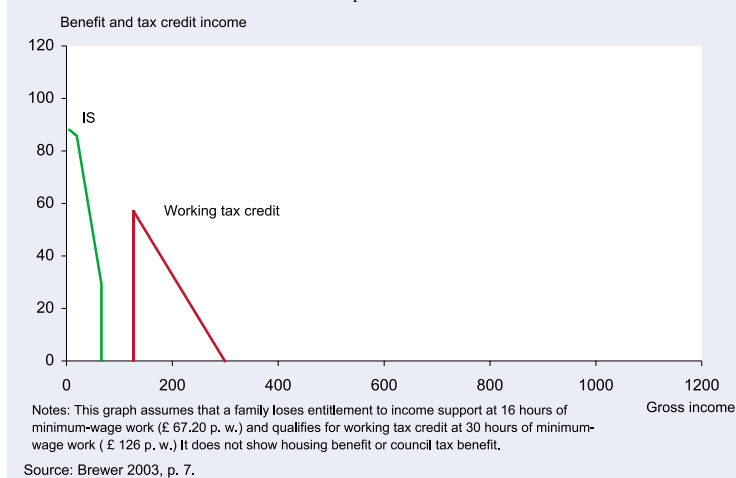 Benefit and tax credit income
120
100
80
60
40
20
0
IS
Working tax credit
0 200 400 600 800 1000 1200
Gross income
Notes: This graph assumes that a family loses entitlement to income support at 16 hours of
minimum-wage work (£ 67.20 p. w.) and qualifies for working tax credit at 30 hours of minimum-
wage work ( £ 126 p. w.) It does not show housing benefit or council tax benefit.
Source: Brewer 2003, p. 7.